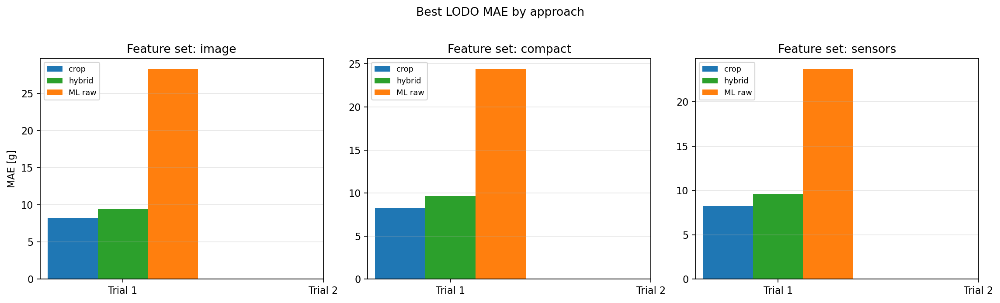 Best LODO MAE by approach
Feature set: image
Feature set: compact
Feature set: sensors
MAE [g]
25
20
15
10
5
0
crop
hybrid
ML raw
Trial 1
Trial 2
25
20
15
10
5
0
crop
hybrid
ML raw
Trial 1
Trial 2
20
15
10
5
0
crop
hybrid
ML raw
Trial 1
Trial 2